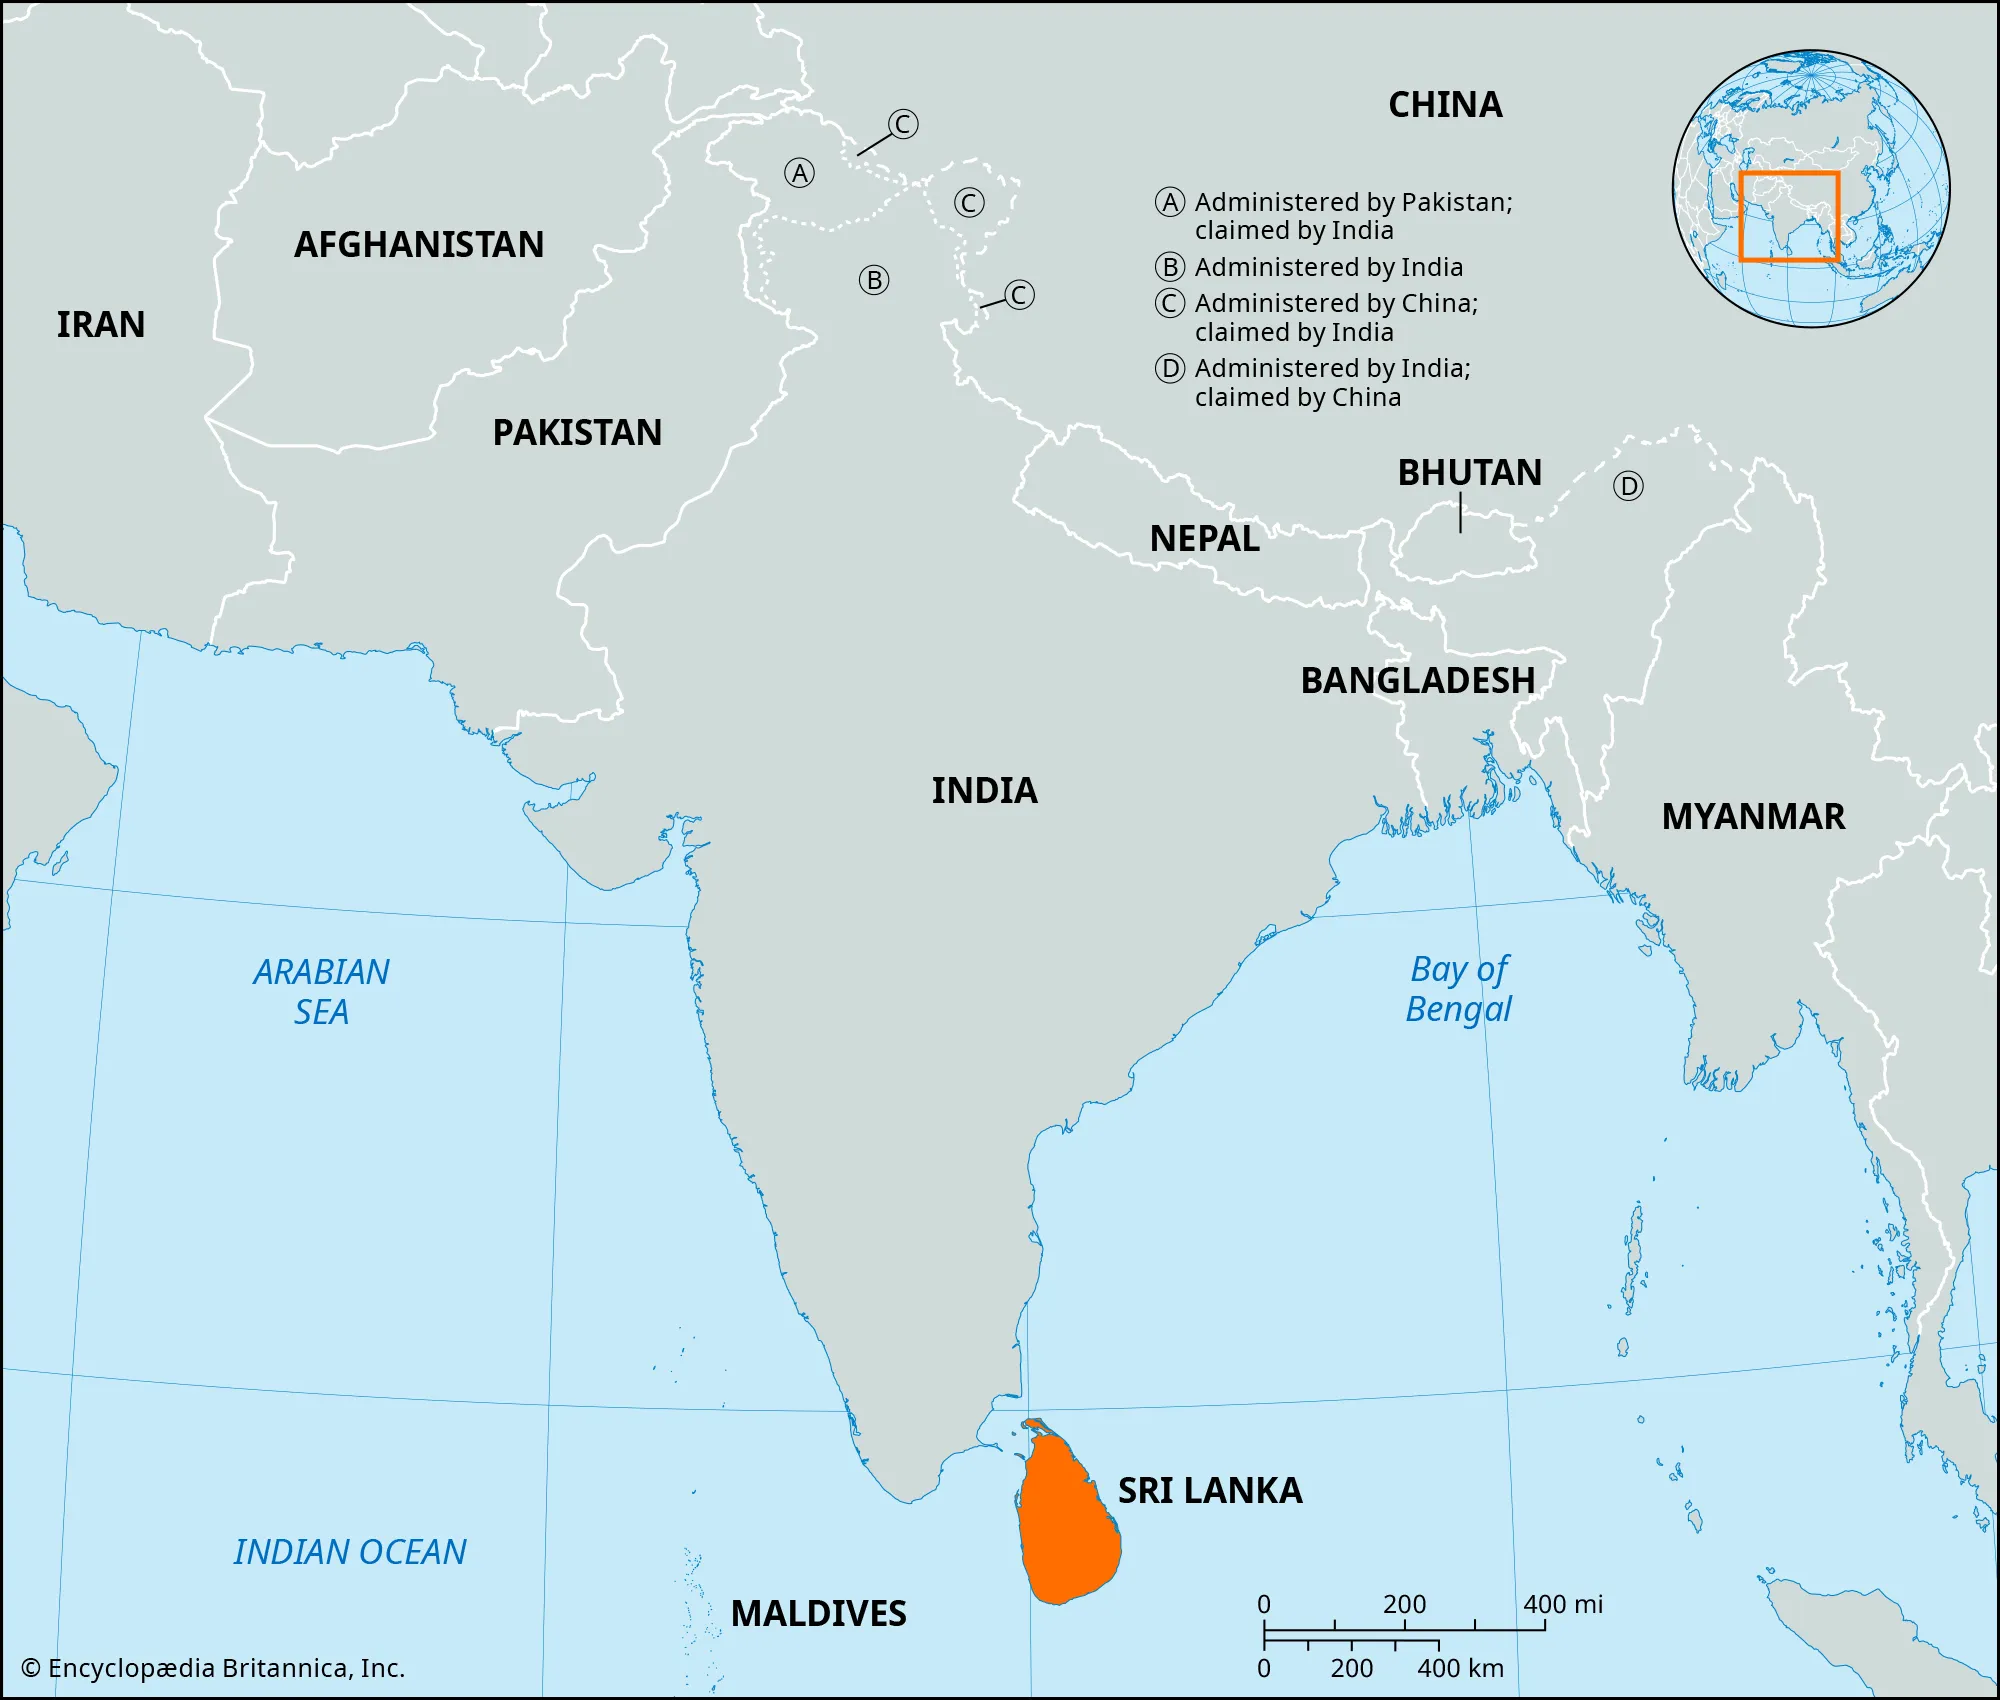 CHINA
Ⓒ
Ⓐ
Ⓒ
Ⓐ Administered by Pakistan;
claimed by India
AFGHANISTAN
Ⓑ
Ⓑ Administered by India
Ⓒ
Ⓒ Administered by China;
claimed by India
IRAN
Ⓓ Administered by India;
claimed by China
PAKISTAN
BHUTAN
Ⓓ
NEPAL
BANGLADESH
INDIA
MYANMAR
ARABIAN
SEA
Bay of
Bengal
SRI LANKA
INDIAN OCEAN
MALDIVES
0 200 400 mi
0 200 400 km
© Encyclopædia Britannica, Inc.